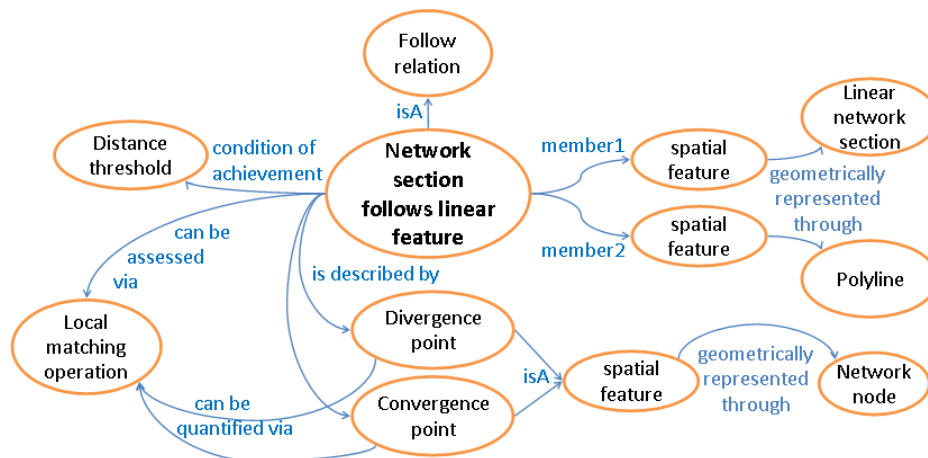 Follow
relation
isA
Distance
threshold
condition of
achievement
Network
section
follows linear
feature
member1
spatial
feature
Linear
network
section
geometrically
represented
through
member2
spatial
feature
Polyline
can be
assessed
via
is described by
Local
matching
operation
Divergence
point
isA
spatial
feature
geometrically
represented
through
Network
node
can be
quantified via
Convergence
point